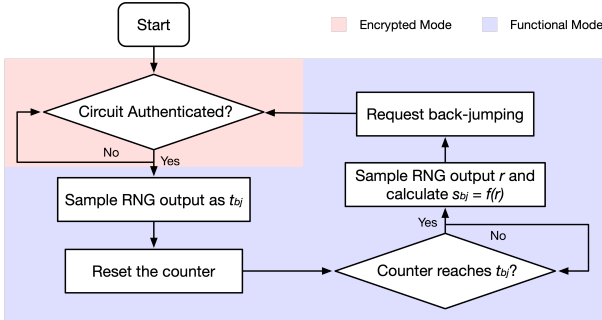 Start
Encrypted Mode
Functional Mode
Circuit Authenticated?
Request back-jumping
No
Yes
Sample RNG output r and
calculate sbj = f(r)
Sample RNG output as tbj
Yes
No
Reset the counter
Counter reaches tbj?